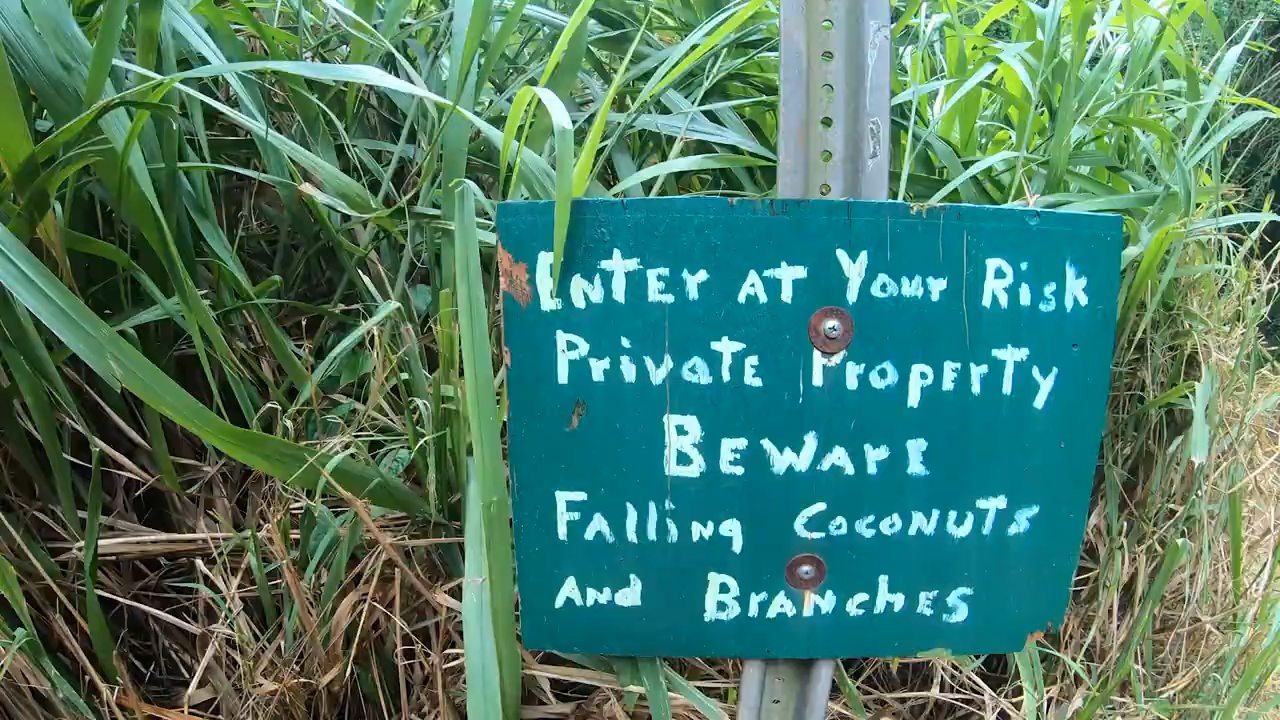 Enter at Your Risk
Private Property
Beware
Falling Coconuts
And Branches